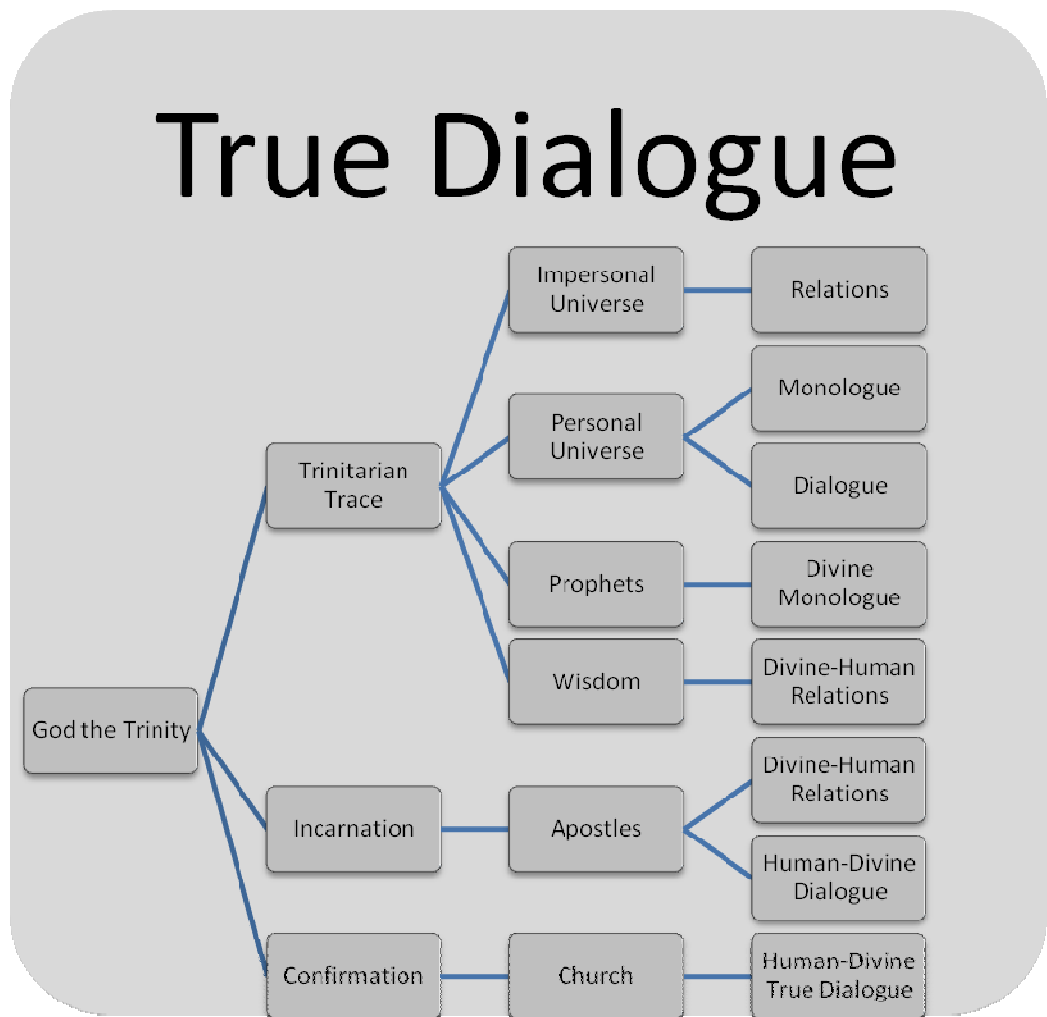 True Dialogue
Impersonal
Universe
Relations
Monologue
Personal
Universe
Dialogue
Trinitarian
Trace
Prophets
Divine
Monologue
Wisdom
Divine-Human
Relations
God the Trinity
Incarnation
Apostles
Divine-Human
Relations
Human-Divine
Dialogue
Confirmation
Church
Human-Divine
True Dialogue